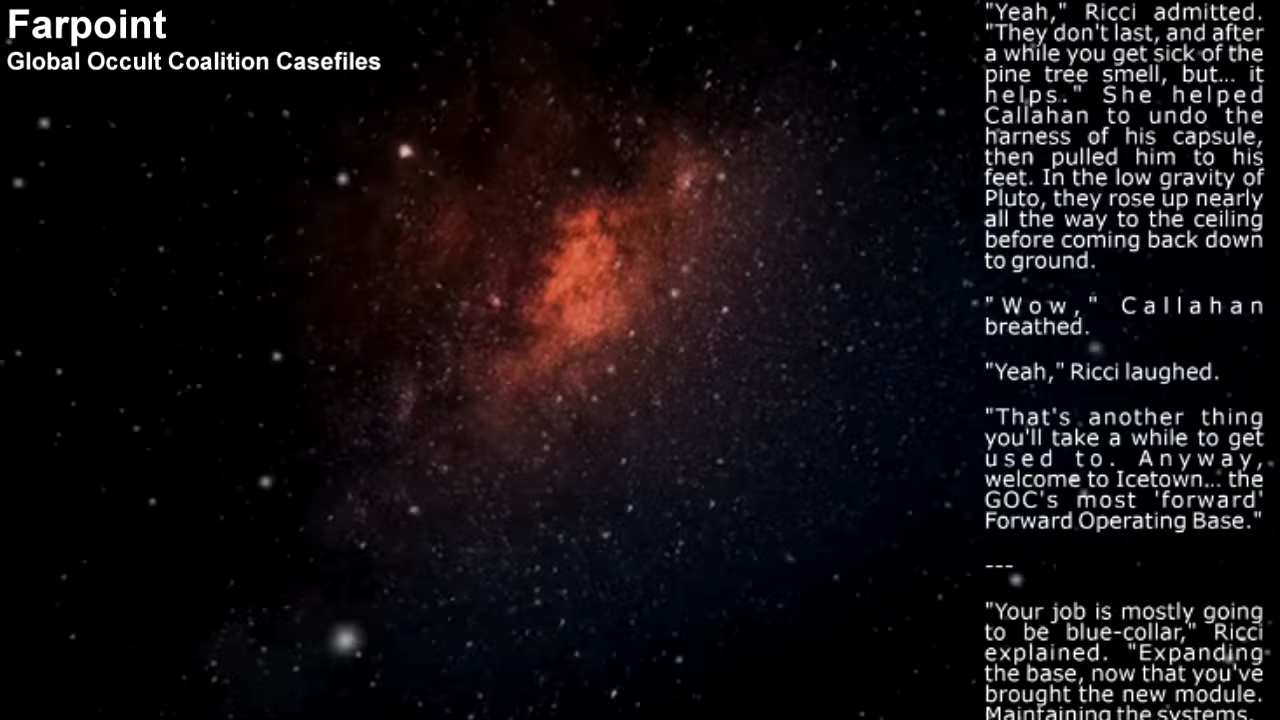 Farpoint
Global Occult Coalition Casefiles
"Yeah," Ricci admitted.
"They don't last, and after
a while you get sick of the
pine tree smell, but... it
helps." She helped
Callahan to undo the
harness of his capsule,
then pulled him to his
feet. In the low gravity of
Pluto, they rose up nearly
all the way to the ceiling
before coming back down
to ground.
"Wow," Callahan
breathed.
"Yeah," Ricci laughed.
"That's another thing
you'll take a while to get
used to. Anyway,
welcome to Icetown... the
GOC's most 'forward'
Forward Operating Base."
---
"Your job is mostly going
to be blue-collar," Ricci
explained. "Expanding
the base, now that you've
brought the new module.
Maintaining the systems.